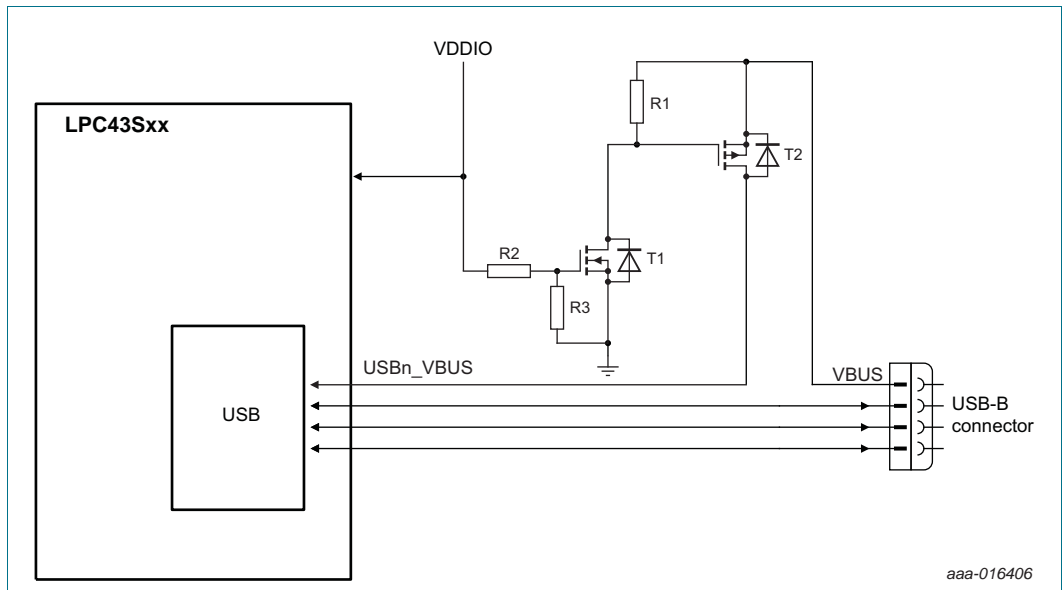 VDDIO
R1
LPC43Sxx
T2
R2
T1
R3
USBn_VBUS
VBUS
USB
USB-B
connector
aaa-016406